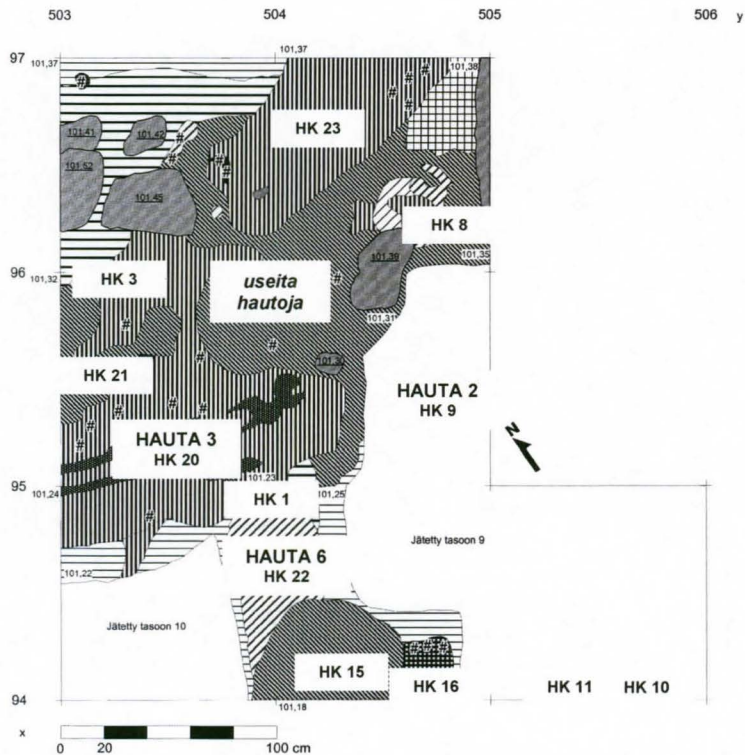 503 504 505 506 y
97
101,37
101,37
101,38
#
HK 23
101.41
101.42
101.52
101.45
HK 8
101,35
96
101,32
HK 3
useita
hautoja
101.39
101,31
HK 21
HAUTA 2
HK 9
N
HAUTA 3
HK 20
95
101,24
101,23
HK 1
101,25
Jätetty tasoon 9
101,22
HAUTA 6
HK 22
Jätetty tasoon 10
HK 15
HK 16
HK 11
HK 10
94
101,18
x
0 20 100 cm